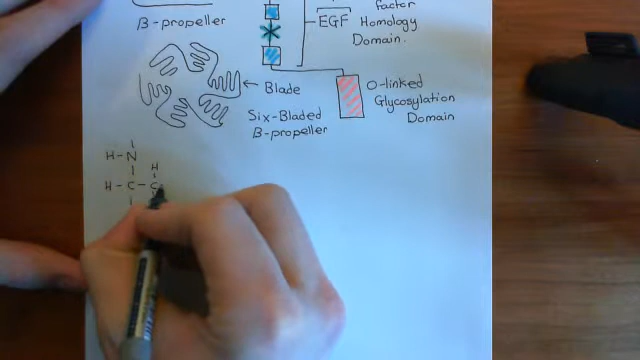 factor
EGF Homology
Domain.
B-propeller
Blade
O-linked
Glycosylation
Domain
Six-Bladed
B-propeller
H-N
H
H-C-C